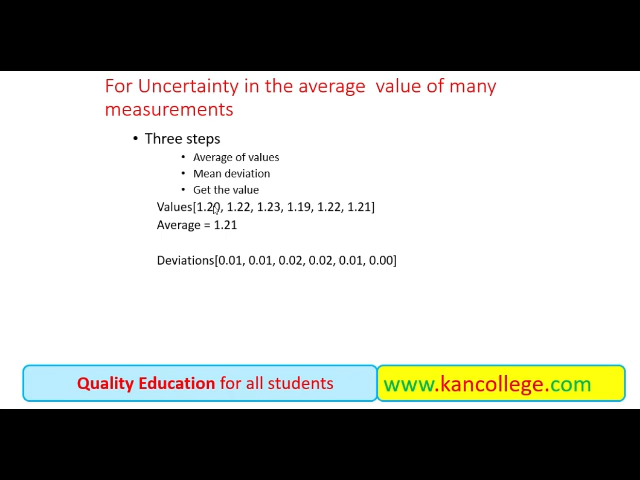 For Uncertainty in the average value of many
measurements
• Three steps
• Average of values
• Mean deviation
• Get the value
Values[1.20, 1.22, 1.23, 1.19, 1.22, 1.21]
Average = 1.21
Deviations[0.01, 0.01, 0.02, 0.02, 0.01, 0.00]
Quality Education for all students
www.kancollege.com